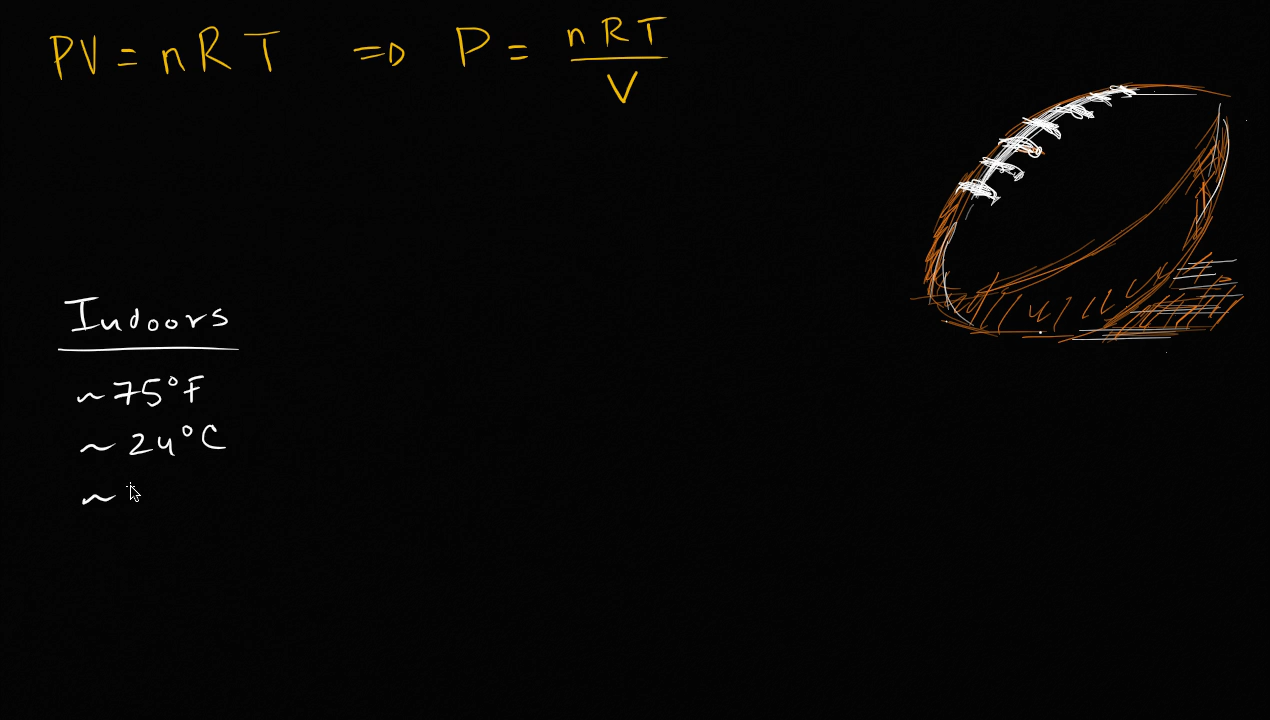 PV = nRT ⇒ P = nRT/V
Indoors
~75°F
~24°C
~